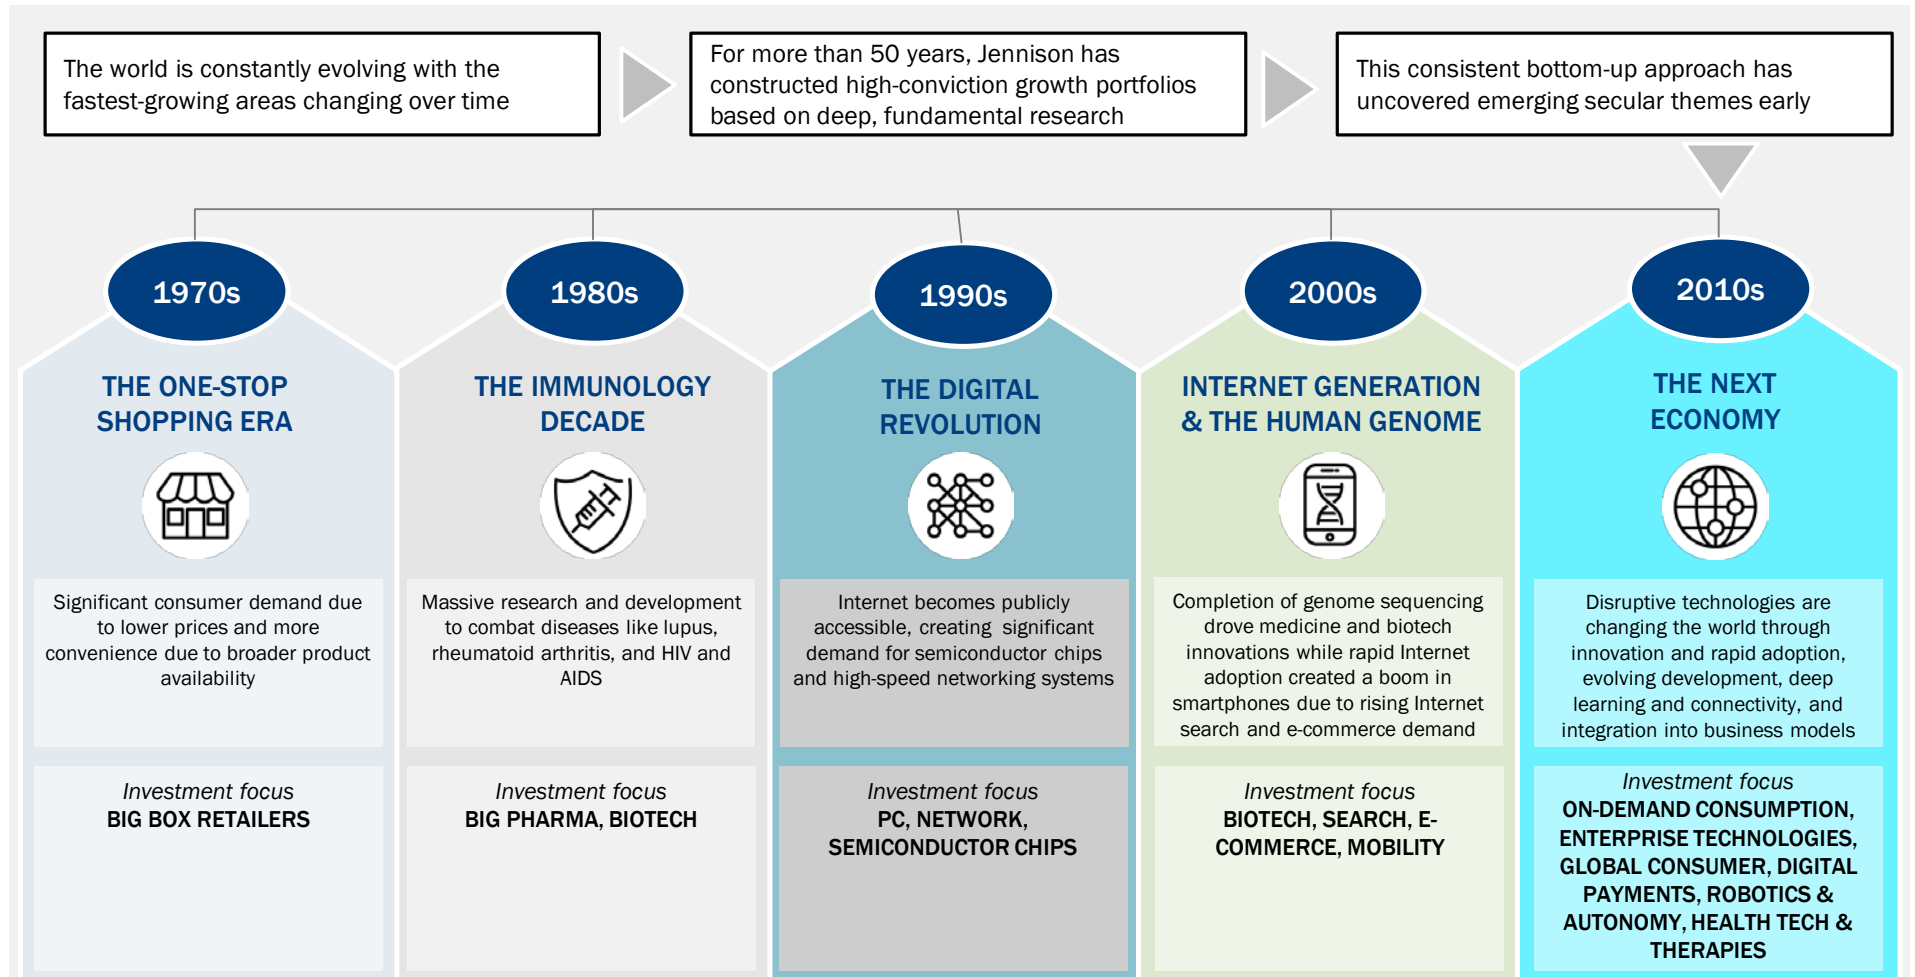 The world is constantly evolving with the
fastest-growing areas changing over time
For more than 50 years, Jennison has
constructed high-conviction growth portfolios
based on deep, fundamental research
This consistent bottom-up approach has
uncovered emerging secular themes early
1970s
THE ONE-STOP
SHOPPING ERA
Significant consumer demand due
to lower prices and more
convenience due to broader product
availability
Investment focus
BIG BOX RETAILERS
1980s
THE IMMUNOLOGY
DECADE
Massive research and development
to combat diseases like lupus,
rheumatoid arthritis, and HIV and
AIDS
Investment focus
BIG PHARMA, BIOTECH
1990s
THE DIGITAL
REVOLUTION
Internet becomes publicly
accessible, creating significant
demand for semiconductor chips
and high-speed networking systems
Investment focus
PC, NETWORK,
SEMICONDUCTOR CHIPS
2000s
INTERNET GENERATION
& THE HUMAN GENOME
Completion of genome sequencing
drove medicine and biotech
innovations while rapid Internet
adoption created a boom in
smartphones due to rising Internet
search and e-commerce demand
Investment focus
BIOTECH, SEARCH, E-
COMMERCE, MOBILITY
2010s
THE NEXT
ECONOMY
Disruptive technologies are
changing the world through
innovation and rapid adoption,
evolving development, deep
learning and connectivity, and
integration into business models
Investment focus
ON-DEMAND CONSUMPTION,
ENTERPRISE TECHNOLOGIES,
GLOBAL CONSUMER, DIGITAL
PAYMENTS, ROBOTICS &
AUTONOMY, HEALTH TECH &
THERAPIES